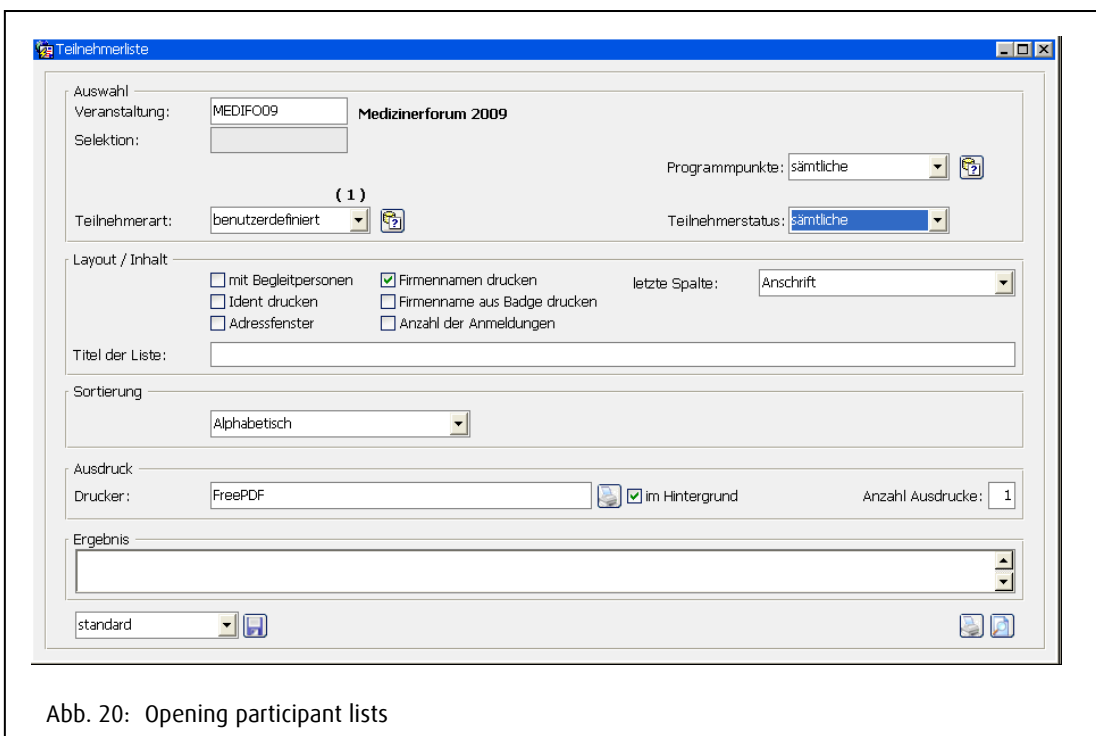 Teilnehmerliste
Auswahl
Veranstaltung: MEDIFO09 Medizinerforum 2009
Selektion:
Programmpunkte: sämtliche
(1)
Teilnehmerart: benutzerdefiniert Teilnehmerstatus: sämtliche
Layout / Inhalt
mit Begleitpersonen Firmennamen drucken letzte Spalte: Anschrift
Ident drucken Firmenname aus Badge drucken
Adressfenster Anzahl der Anmeldungen
Titel der Liste:
Sortierung
Alphabetisch
Ausdruck
Drucker: FreePDF im Hintergrund Anzahl Ausdrucke: 1
Ergebnis
standard
Abb. 20: Opening participant lists